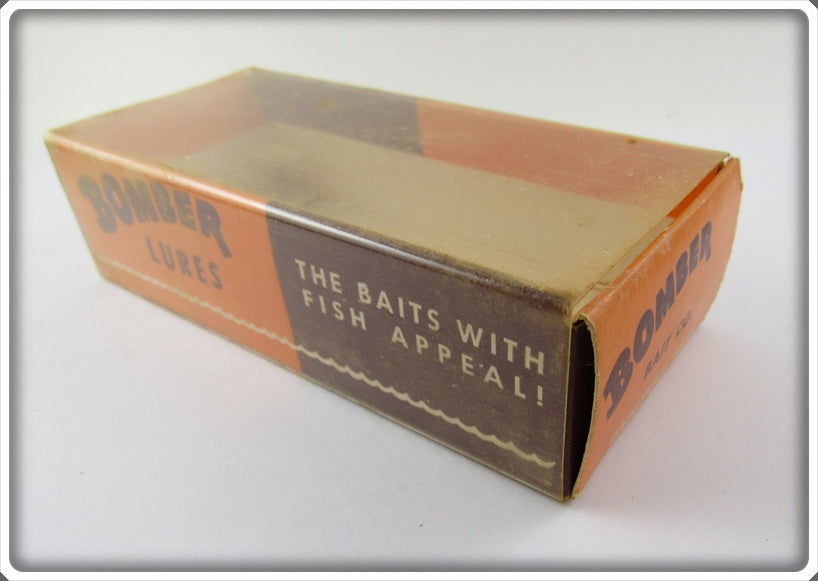 BOMBER
LURES
THE BAITS WITH
FISH APPEAL!
BOMBER
BAIT CO.